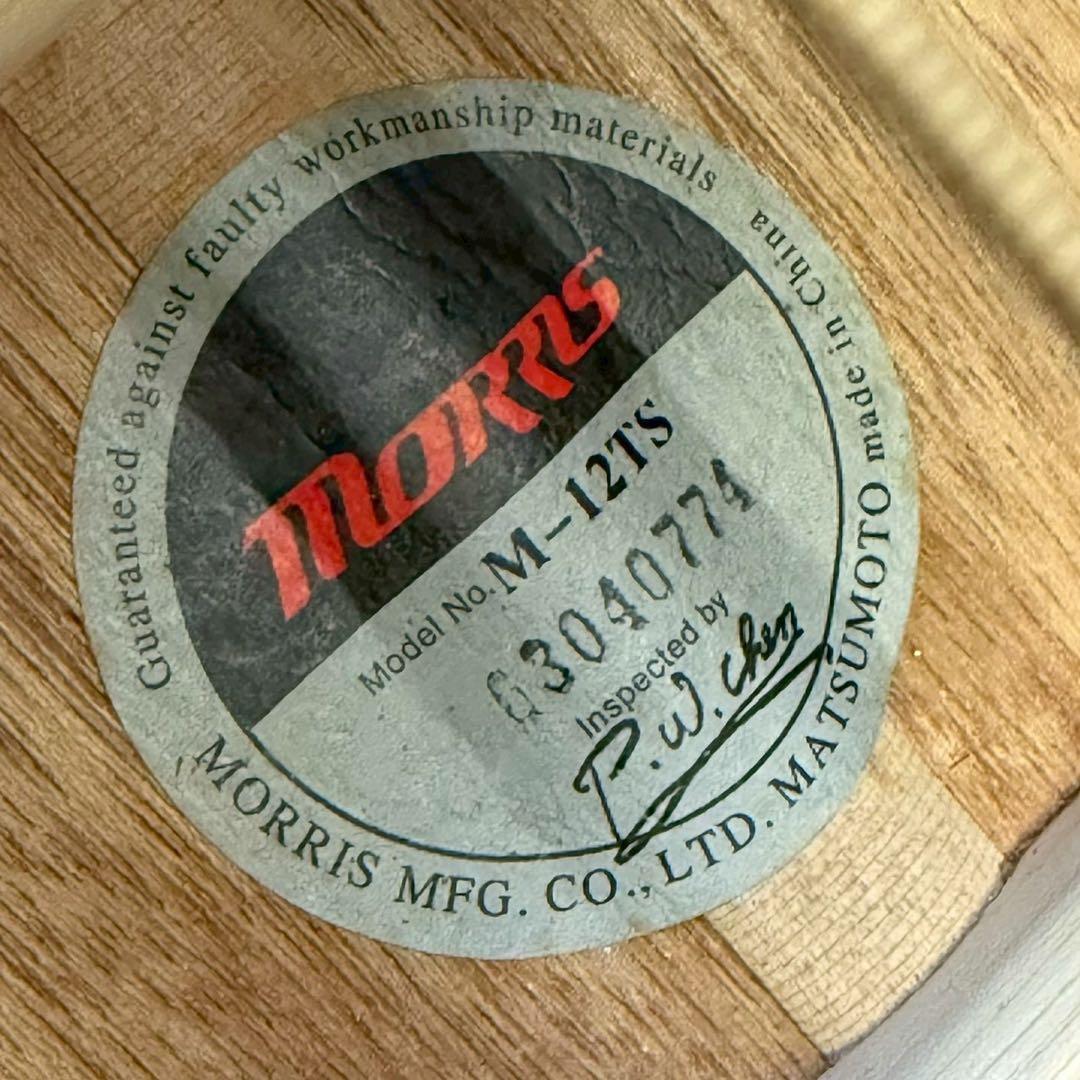 Guaranteed against faulty workmanship materials
MORRIS
Model No. M-12TS
Inspected by
P.W. Chen
MORRIS MFG. CO., LTD. MATSUMOTO made in China